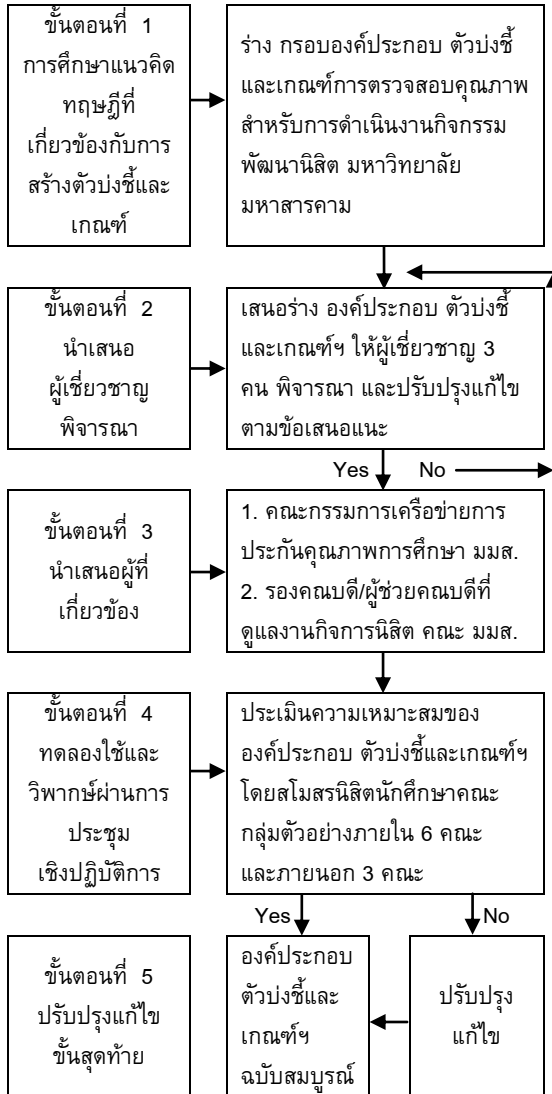 ขั้นตอนที่ 1
การศึกษาแนวคิด
ทฤษฎีที่
เกี่ยวข้องกับการ
สร้างตัวบ่งชี้และ
เกณฑ์
ร่าง กรอบองค์ประกอบ ตัวบ่งชี้
และเกณฑ์การตรวจสอบคุณภาพ
สำหรับการดำเนินงานกิจกรรม
พัฒนานิสิต มหาวิทยาลัย
มหาสารคาม
ขั้นตอนที่ 2
นำเสนอ
ผู้เชี่ยวชาญ
พิจารณา
เสนอร่าง องค์ประกอบ ตัวบ่งชี้
และเกณฑ์ฯ ให้ผู้เชี่ยวชาญ 3
คน พิจารณา และปรับปรุงแก้ไข
ตามข้อเสนอแนะ
Yes No
ขั้นตอนที่ 3
นำเสนอผู้ที่
เกี่ยวข้อง
1. คณะกรรมการเครือข่ายการ
ประกันคุณภาพการศึกษา มมส.
2. รองคณบดี/ผู้ช่วยคณบดีที่
ดูแลงานกิจการนิสิต คณะ มมส.
ขั้นตอนที่ 4
ทดลองใช้และ
วิพากษ์ผ่านการ
ประชุม
เชิงปฏิบัติการ
ประเมินความเหมาะสมของ
องค์ประกอบ ตัวบ่งชี้และเกณฑ์ฯ
โดยสโมสรนิสิตนักศึกษาคณะ
กลุ่มตัวอย่างภายใน 6 คณะ
และภายนอก 3 คณะ
Yes No
ขั้นตอนที่ 5
ปรับปรุงแก้ไข
ขั้นสุดท้าย
องค์ประกอบ
ตัวบ่งชี้และ
เกณฑ์ฯ
ฉบับสมบูรณ์
ปรับปรุง
แก้ไข